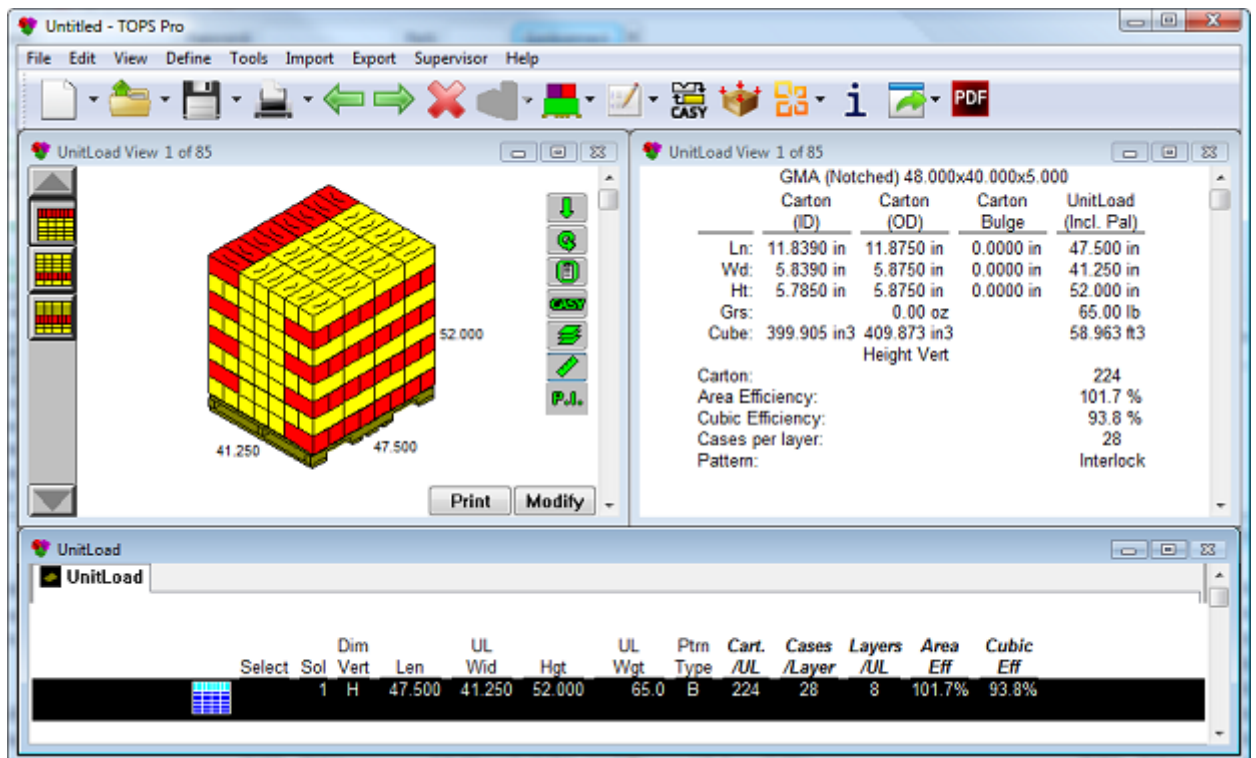 Untitled - TOPS Pro
File Edit View Define Tools Import Export Supervisor Help
CASY i PDF
UnitLoad View 1 of 85
52.000
41.250
47.500
CASY
P.I.
Print Modify
UnitLoad View 1 of 85
GMA (Notched) 48.000x40.000x5.000
Carton Carton Carton UnitLoad
(ID) (OD) Bulge (Incl. Pal)
Ln: 11.8390 in 11.8750 in 0.0000 in 47.500 in
Wd: 5.8390 in 5.8750 in 0.0000 in 41.250 in
Ht: 5.7850 in 5.8750 in 0.0000 in 52.000 in
Grs: 0.00 oz 65.00 lb
Cube: 399.905 in3 409.873 in3 58.963 ft3
Height Vert
Carton: 224
Area Efficiency: 101.7 %
Cubic Efficiency: 93.8 %
Cases per layer: 28
Pattern: Interlock
UnitLoad
UnitLoad
Dim UL UL Ptrn Cart. Cases Layers Area Cubic
Select Sol Vert Len Wid Hgt Wgt Type /UL /Layer /UL Eff Eff
1 H 47.500 41.250 52.000 65.0 B 224 28 8 101.7% 93.8%